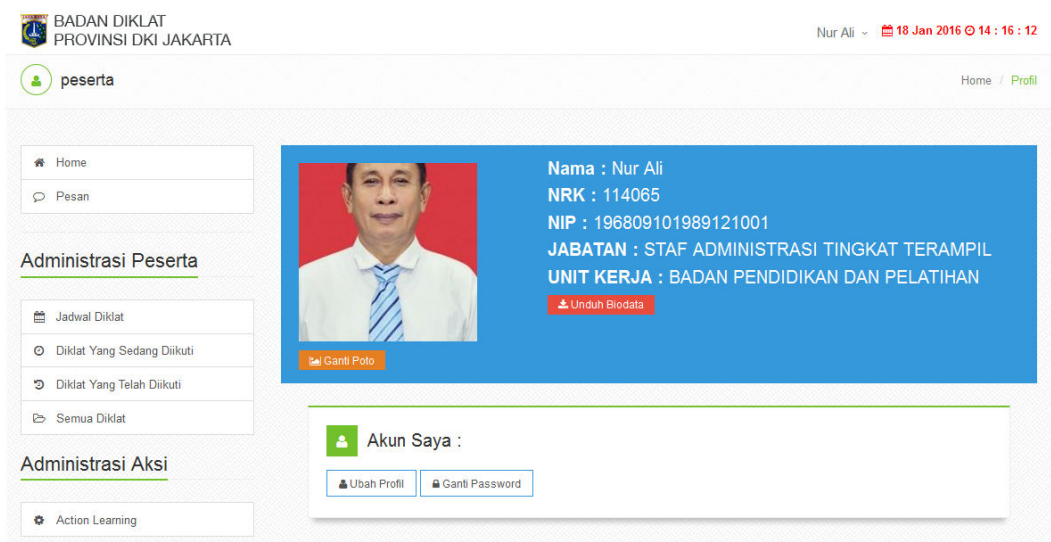 BADAN DIKLAT
PROVINSI DKI JAKARTA
Nur Ali
18 Jan 2016 14 : 16 : 12
peserta
Home / Profil
Home
Pesan
Administrasi Peserta
Jadwal Diklat
Diklat Yang Sedang Diikuti
Diklat Yang Telah Diikuti
Semua Diklat
Administrasi Aksi
Action Learning
Nama : Nur Ali
NRK : 114065
NIP : 196809101989121001
JABATAN : STAF ADMINISTRASI TINGKAT TERAMPIL
UNIT KERJA : BADAN PENDIDIKAN DAN PELATIHAN
Unduh Biodata
Ganti Poto
Akun Saya :
Ubah Profil
Ganti Password